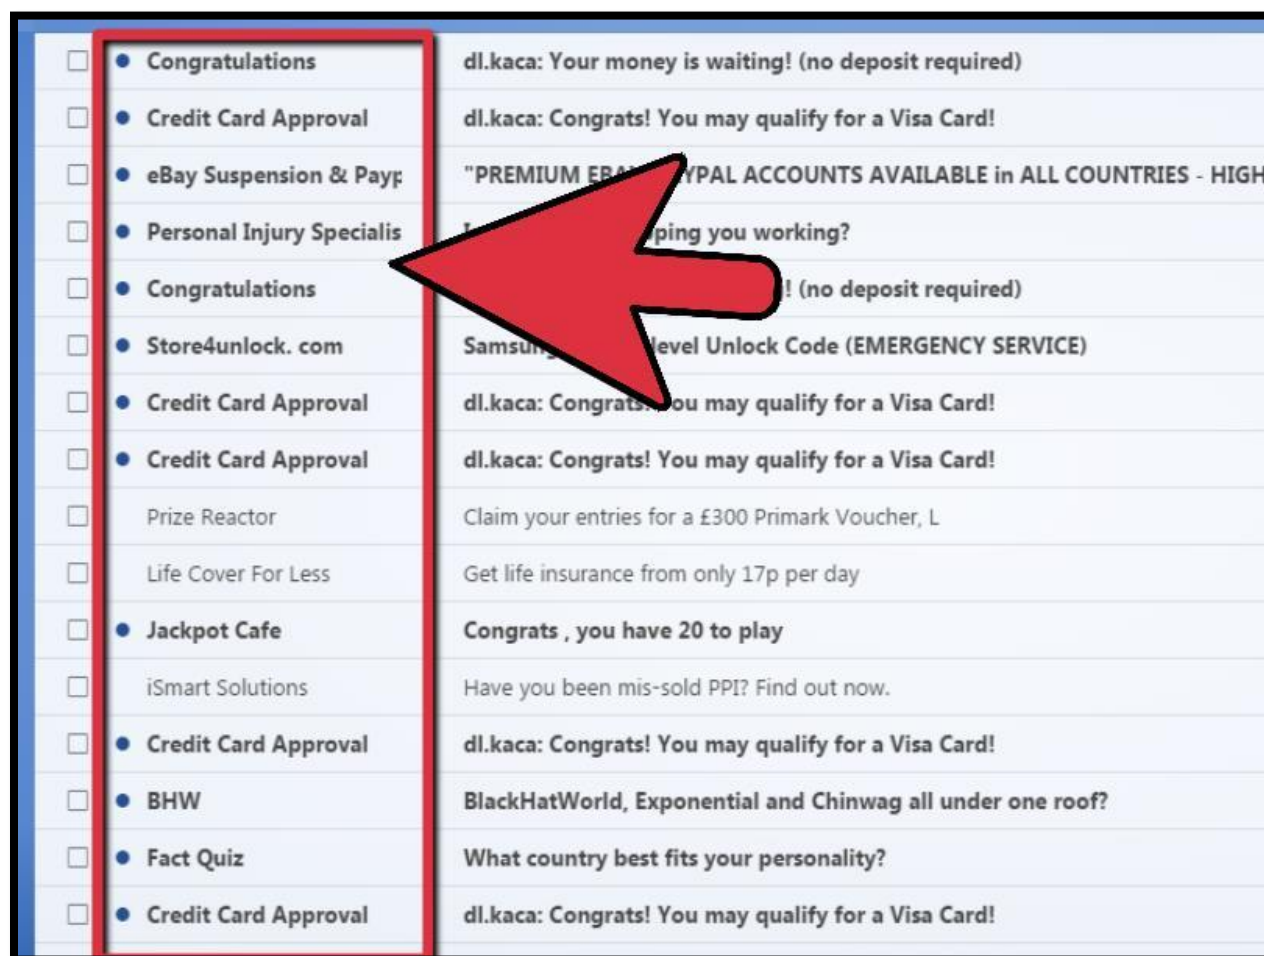 Congratulations dl.kaca: Your money is waiting! (no deposit required)
Credit Card Approval dl.kaca: Congrats! You may qualify for a Visa Card!
eBay Suspension & Payp "PREMIUM ACCOUNTS AVAILABLE in ALL COUNTRIES - HIGH
Personal Injury Specialis you working?
Congratulations (no deposit required)
Store4unlock. com Unlock Code (EMERGENCY SERVICE)
Credit Card Approval dl.kaca: Congrats! You may qualify for a Visa Card!
Credit Card Approval dl.kaca: Congrats! You may qualify for a Visa Card!
Prize Reactor Claim your entries for a £300 Primark Voucher, L
Life Cover For Less Get life insurance from only 17p per day
Jackpot Cafe Congrats , you have 20 to play
iSmart Solutions Have you been mis-sold PPI? Find out now.
Credit Card Approval dl.kaca: Congrats! You may qualify for a Visa Card!
BHW BlackHatWorld, Exponential and Chinwag all under one roof?
Fact Quiz What country best fits your personality?
Credit Card Approval dl.kaca: Congrats! You may qualify for a Visa Card!